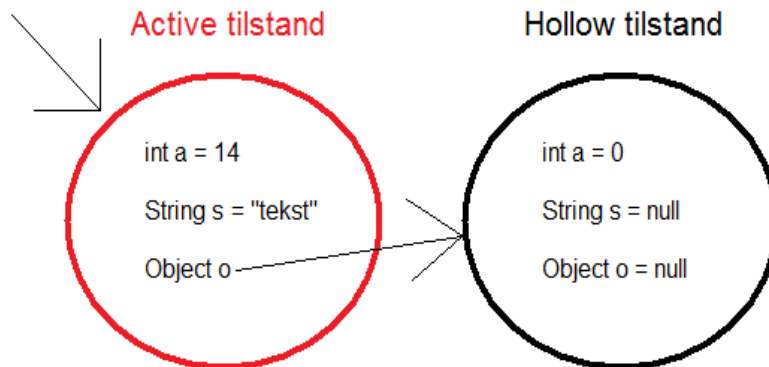 Active tilstand
Hollow tilstand
int a = 14
String s = "tekst"
Object o
int a = 0
String s = null
Object o = null